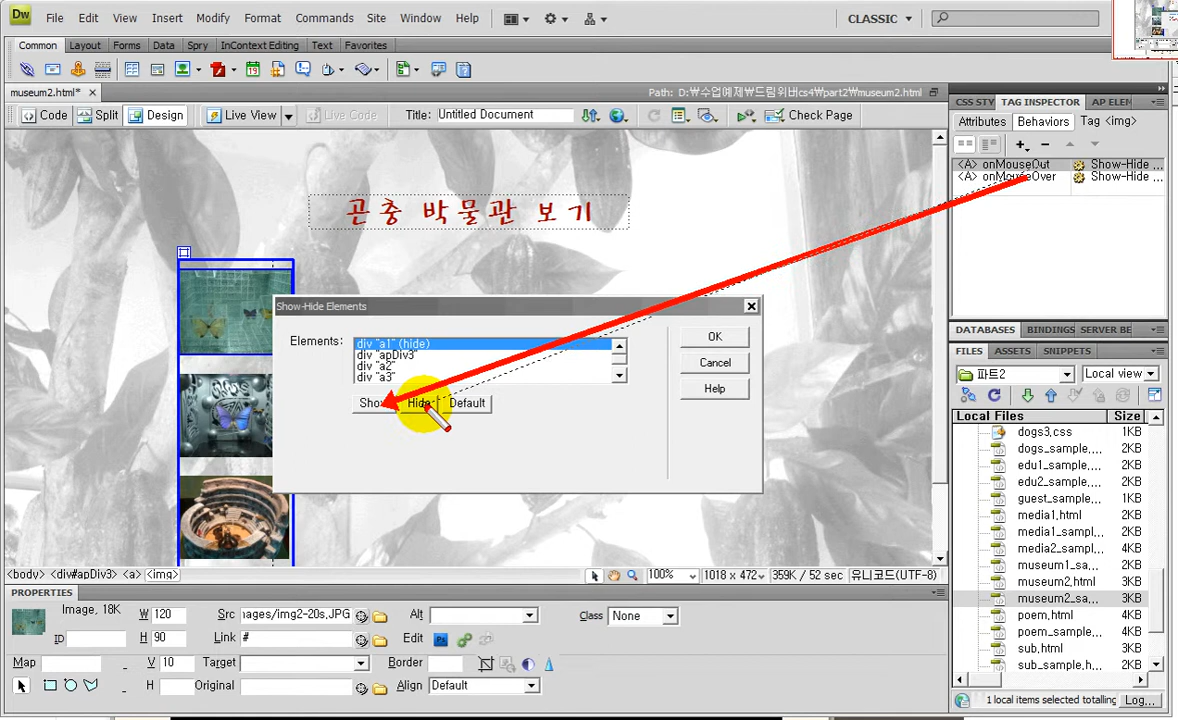 Dw File Edit View Insert Modify Format Commands Site Window Help CLASSIC
Common Layout Forms Data Spry InContext Editing Text Favorites
museum2.html* Path: D:₩수업예제₩드림위버cs4₩part2₩museum2.html
Code Split Design Live View Live Code Title: Untitled Document Check Page
CSS STY TAG INSPECTOR AP ELEN
Attributes Behaviors Tag <img>
<A> onMouseOut Show-Hide ...
<A> onMouseOver Show-Hide ...
곤충 박물관 보기
Show-Hide Elements
Elements:
div "a1" (hide)
div "apDiv3"
div "a2"
div "a3"
Show Hide Default
OK
Cancel
Help
DATABASES BINDINGS SERVER BE
FILES ASSETS SNIPPETS
파트2 Local view
Local Files Size
dogs3,css 1KB
dogs_sample,... 2KB
edu1_sample,... 2KB
edu2_sample,... 2KB
guest_sample,... 2KB
media1,html 2KB
media1_sampl... 2KB
media2_sampl... 4KB
museum1_sa... 2KB
museum2,html 3KB
museum2_sa... 3KB
poem,html 4KB
poem_sample... 4KB
sub,html 3KB
sub_sample,h... 2KB
1 local items selected totalling Log...
<body> <div#apDiv3> <a> <img> 100% 1018 x 472 359K / 52 sec 유니코드(UTF-8)
PROPERTIES
Image, 18K W 120 Src ıages/img2-20s,JPG Alt Class None
ID H 90 Link # Edit Ps
Map V 10 Target Border
H Original Align Default